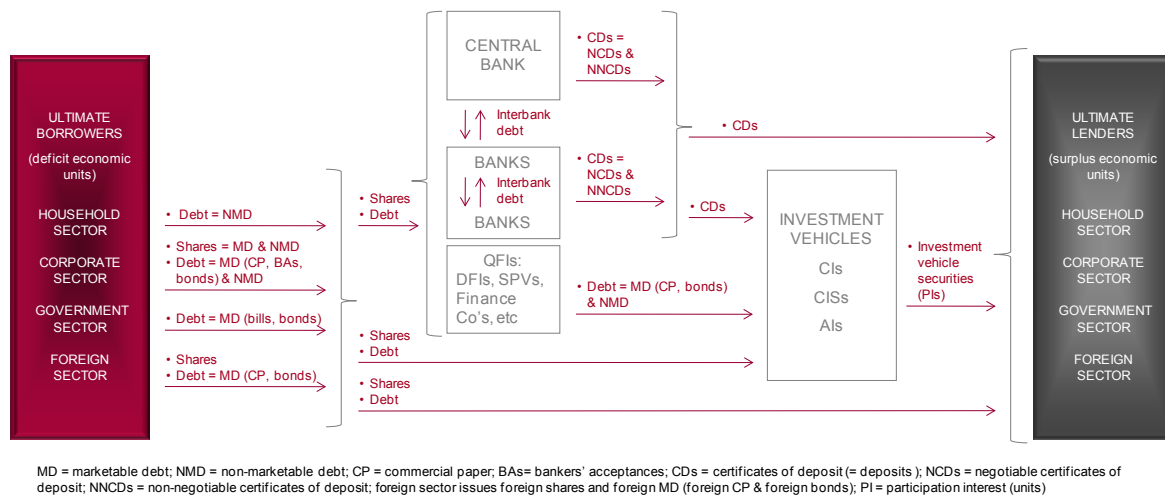 ULTIMATE
BORROWERS
(deficit economic
units)
HOUSEHOLD
SECTOR
CORPORATE
SECTOR
GOVERNMENT
SECTOR
FOREIGN
SECTOR
• Debt = NMD
• Shares = MD & NMD
• Debt = MD (CP, BAs,
bonds) & NMD
• Debt = MD (bills, bonds)
• Shares
• Debt = MD (CP, bonds)
• Shares
• Debt
CENTRAL
BANK
Interbank
debt
BANKS
Interbank
debt
BANKS
QFIs:
DFIs, SPVs,
Finance
Co's, etc
• CDs =
NCDs &
NNCDs
• CDs =
NCDs &
NNCDs
• Debt = MD (CP, bonds)
& NMD
• Shares
• Debt
• Shares
• Debt
• CDs
• CDs
INVESTMENT
VEHICLES
CIs
CISs
AIs
• Investment
vehicle
securities
(PIs)
ULTIMATE
LENDERS
(surplus economic
units)
HOUSEHOLD
SECTOR
CORPORATE
SECTOR
GOVERNMENT
SECTOR
FOREIGN
SECTOR
MD = marketable debt; NMD = non-marketable debt; CP = commercial paper; BAs= bankers' acceptances; CDs = certificates of deposit (= deposits ); NCDs = negotiable certificates of
deposit; NNCDs = non-negotiable certificates of deposit; foreign sector issues foreign shares and foreign MD (foreign CP & foreign bonds); PI = participation interest (units)